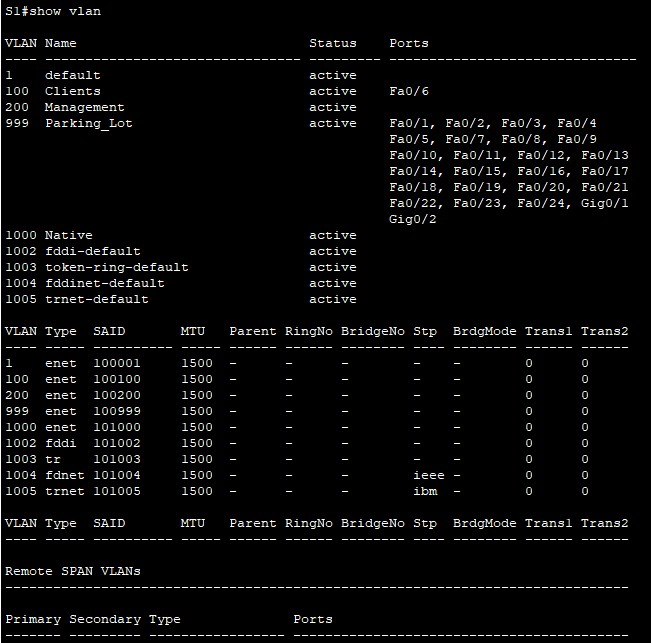 S1#show vlan
VLAN Name                             Status    Ports
---- -------------------------------- --------- -------------------------------
1    default                          active
100  Clients                          active    Fa0/6
200  Management                       active
999  Parking_Lot                      active    Fa0/1, Fa0/2, Fa0/3, Fa0/4
                                                Fa0/5, Fa0/7, Fa0/8, Fa0/9
                                                Fa0/10, Fa0/11, Fa0/12, Fa0/13
                                                Fa0/14, Fa0/15, Fa0/16, Fa0/17
                                                Fa0/18, Fa0/19, Fa0/20, Fa0/21
                                                Fa0/22, Fa0/23, Fa0/24, Gig0/1
                                                Gig0/2
1000 Native                           active
1002 fddi-default                     active
1003 token-ring-default               active
1004 fddinet-default                  active
1005 trnet-default                    active
VLAN Type  SAID       MTU   Parent RingNo BridgeNo Stp  BrdgMode Trans1 Trans2
---- ----- ---------- ----- ------ ------ -------- ---- -------- ------ ------
1    enet  100001     1500  -      -      -        -    -        0      0
100  enet  100100     1500  -      -      -        -    -        0      0
200  enet  100200     1500  -      -      -        -    -        0      0
999  enet  100999     1500  -      -      -        -    -        0      0
1000 enet  101000     1500  -      -      -        -    -        0      0
1002 fddi  101002     1500  -      -      -        -    -        0      0
1003 tr    101003     1500  -      -      -        -    -        0      0
1004 fdnet 101004     1500  -      -      -        ieee -        0      0
1005 trnet 101005     1500  -      -      -        ibm  -        0      0
VLAN Type  SAID       MTU   Parent RingNo BridgeNo Stp  BrdgMode Trans1 Trans2
---- ----- ---------- ----- ------ ------ -------- ---- -------- ------ ------
Remote SPAN VLANs
------------------------------------------------------------------------------
Primary Secondary Type              Ports
------- --------- ----------------- ------------------------------------------